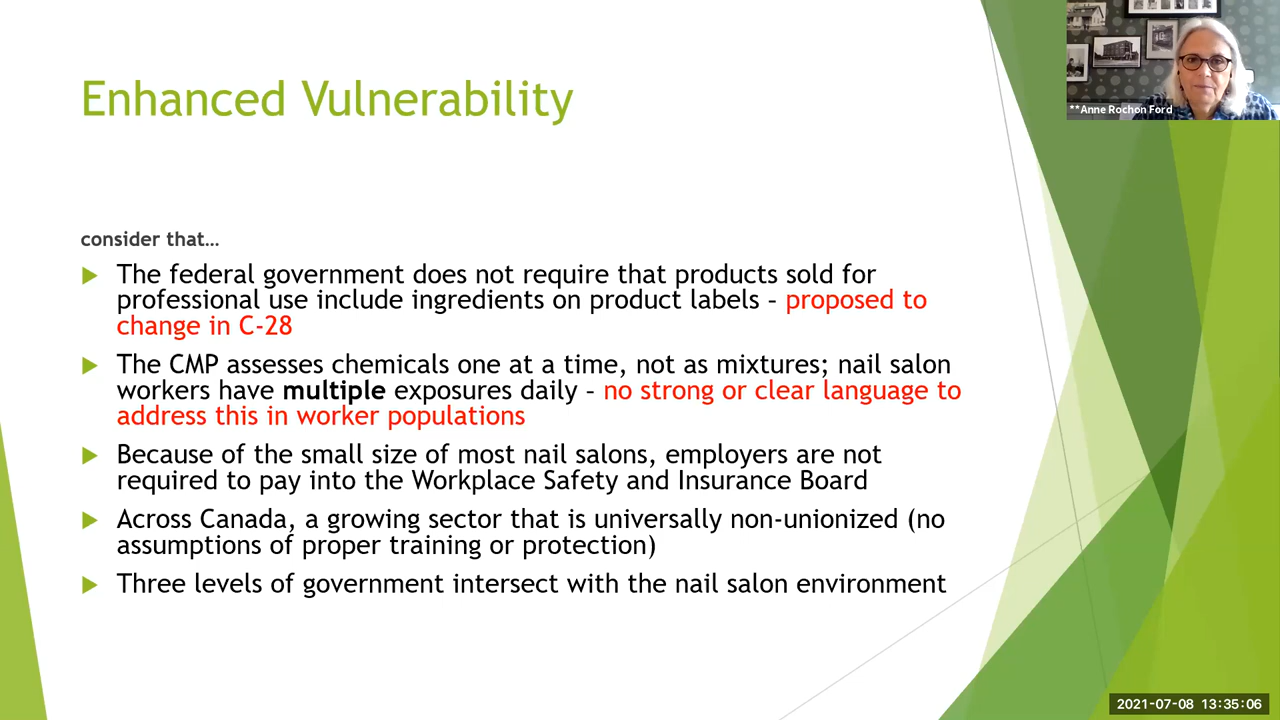 Enhanced Vulnerability
**Anne Rochon Ford
consider that…
The federal government does not require that products sold for
professional use include ingredients on product labels – proposed to
change in C-28
The CMP assesses chemicals one at a time, not as mixtures; nail salon
workers have multiple exposures daily – no strong or clear language to
address this in worker populations
Because of the small size of most nail salons, employers are not
required to pay into the Workplace Safety and Insurance Board
Across Canada, a growing sector that is universally non-unionized (no
assumptions of proper training or protection)
Three levels of government intersect with the nail salon environment
2021-07-08 13:35:06